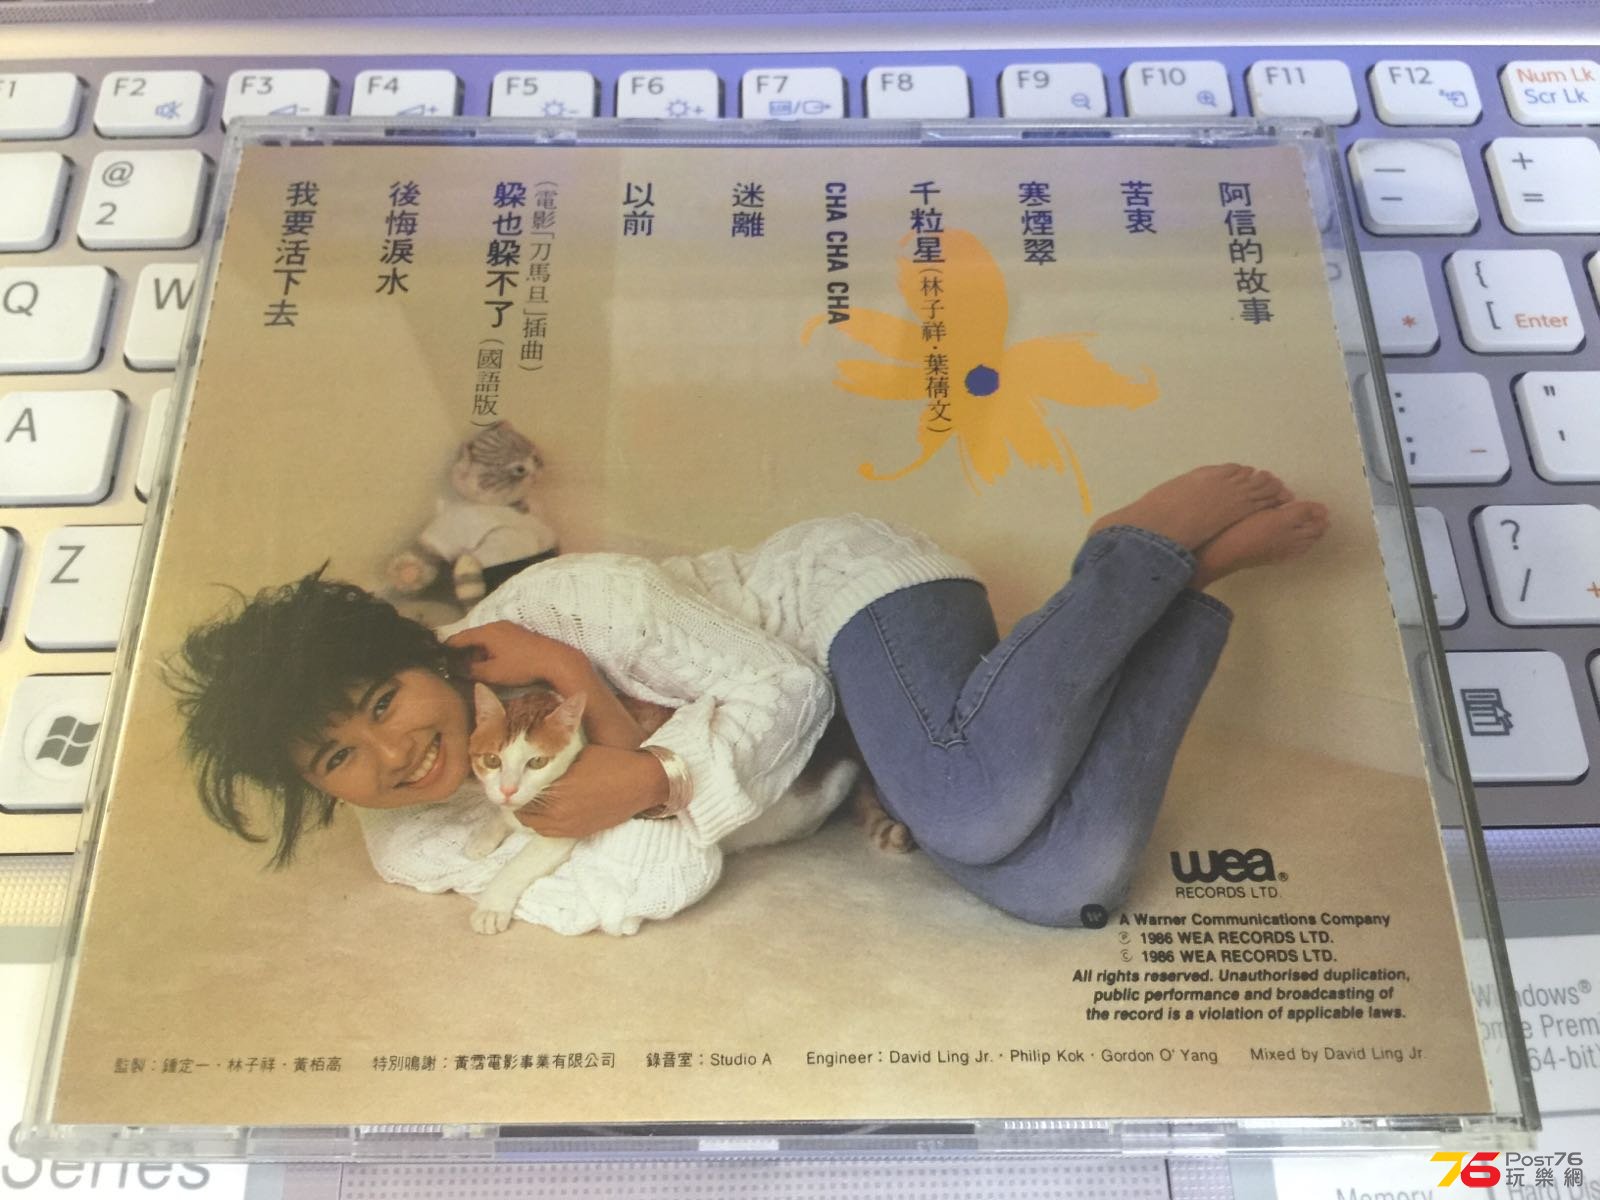 F1
F2
F3
F4
F5
F6
F7
F8
F9
F10
F11
F12
Num Lk
Scr Lk
@
2
—
-
+
=
Q
W
{
[ Enter
*
A
:
;
-
"
'
Z
?
/
+
阿信的故事
苦衷
寒煙翠
千粒星(林子祥·葉蒨文)
CHA CHA CHA CHA
迷離
以前
(電影「刀馬旦」插曲)
躲也躲不了(國語版)
後悔淚水
我要活下去
wea®
RECORDS LTD.
A Warner Communications Company
Ⓟ 1986 WEA RECORDS LTD.
© 1986 WEA RECORDS LTD.
All rights reserved. Unauthorised duplication,
public performance and broadcasting of
the record is a violation of applicable laws.
監製：鍾定一·林子祥·黃栢高 特別鳴謝：黃霑電影事業有限公司 錄音室：Studio A Engineer：David Ling Jr.·Philip Kok·Gordon O'Yang Mixed by David Ling Jr.
Windows®
Prem
64-bit)
Series
Memory
76 POST76
玩樂網